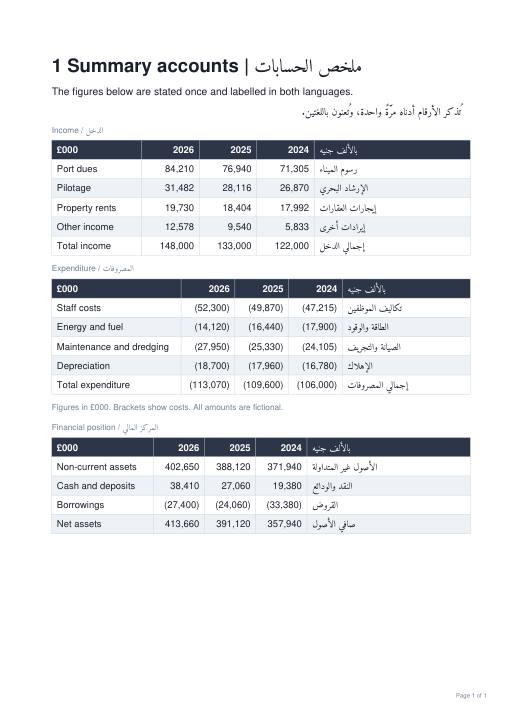 1 Summary accounts | ملخص الحسابات
The figures below are stated once and labelled in both languages.
تُذكر الأرقام أدناه مرّةً واحدة، وتُعنون باللغتين.
Income / الدخل
£000 2026 2025 2024 بالألف جنيه
Port dues 84,210 76,940 71,305 رسوم الميناء
Pilotage 31,482 28,116 26,870 الإرشاد البحري
Property rents 19,730 18,404 17,992 إيجارات العقارات
Other income 12,578 9,540 5,833 إيرادات أخرى
Total income 148,000 133,000 122,000 إجمالي الدخل
Expenditure / المصروفات
£000 2026 2025 2024 بالألف جنيه
Staff costs (52,300) (49,870) (47,215) تكاليف الموظفين
Energy and fuel (14,120) (16,440) (17,900) الطاقة والوقود
Maintenance and dredging (27,950) (25,330) (24,105) الصيانة والتجريف
Depreciation (18,700) (17,960) (16,780) الإهلاك
Total expenditure (113,070) (109,600) (106,000) إجمالي المصروفات
Figures in £000. Brackets show costs. All amounts are fictional.
Financial position / المركز المالي
£000 2026 2025 2024 بالألف جنيه
Non-current assets 402,650 388,120 371,940 الأصول غير المتداولة
Cash and deposits 38,410 27,060 19,380 النقد والودائع
Borrowings (27,400) (24,060) (33,380) القروض
Net assets 413,660 391,120 357,940 صافي الأصول
Page 1 of 1